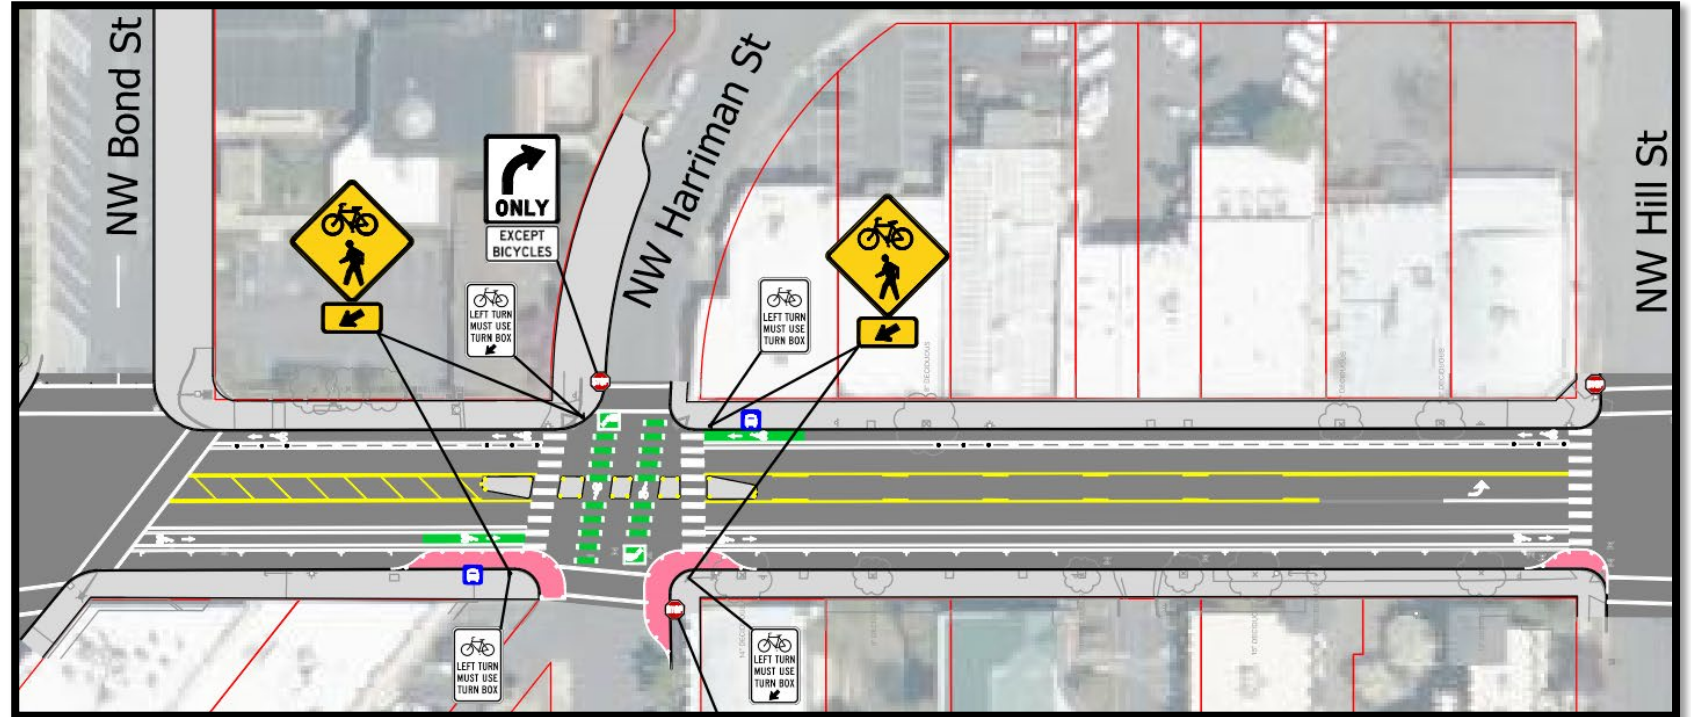 NW Bond St
NW Harriman St
NW Hill St
ONLY
EXCEPT
BICYCLES
LEFT TURN
MUST USE
TURN BOX
LEFT TURN
MUST USE
TURN BOX
LEFT TURN
MUST USE
TURN BOX
LEFT TURN
MUST USE
TURN BOX